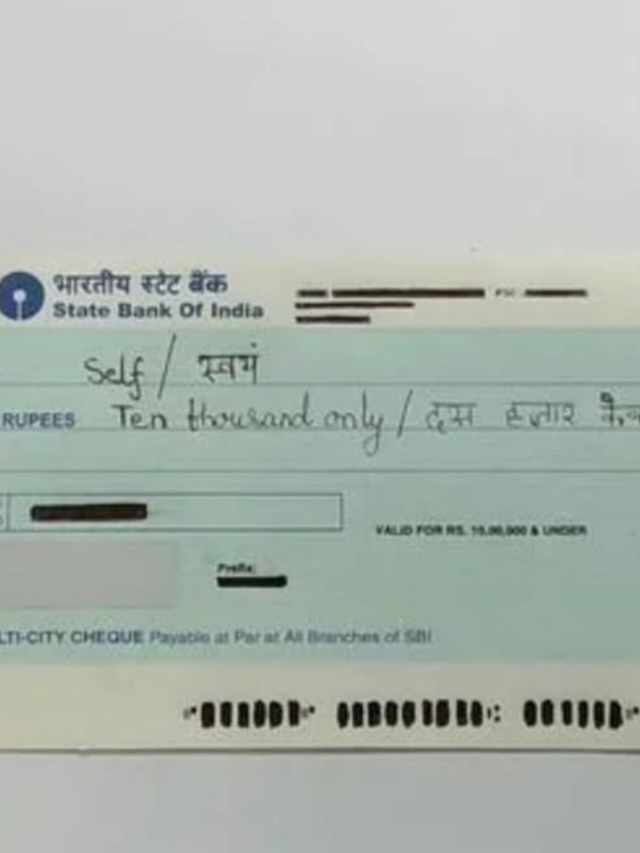 भारतीय स्टेट बैंक
State Bank Of India
Self / स्वयं
RUPEES Ten thousand only / दस हजार
VALID FOR RS. 10,00,000 & UNDER
Prefix:
LTI-CITY CHEQUE Payable at Par at All Branches of SBI